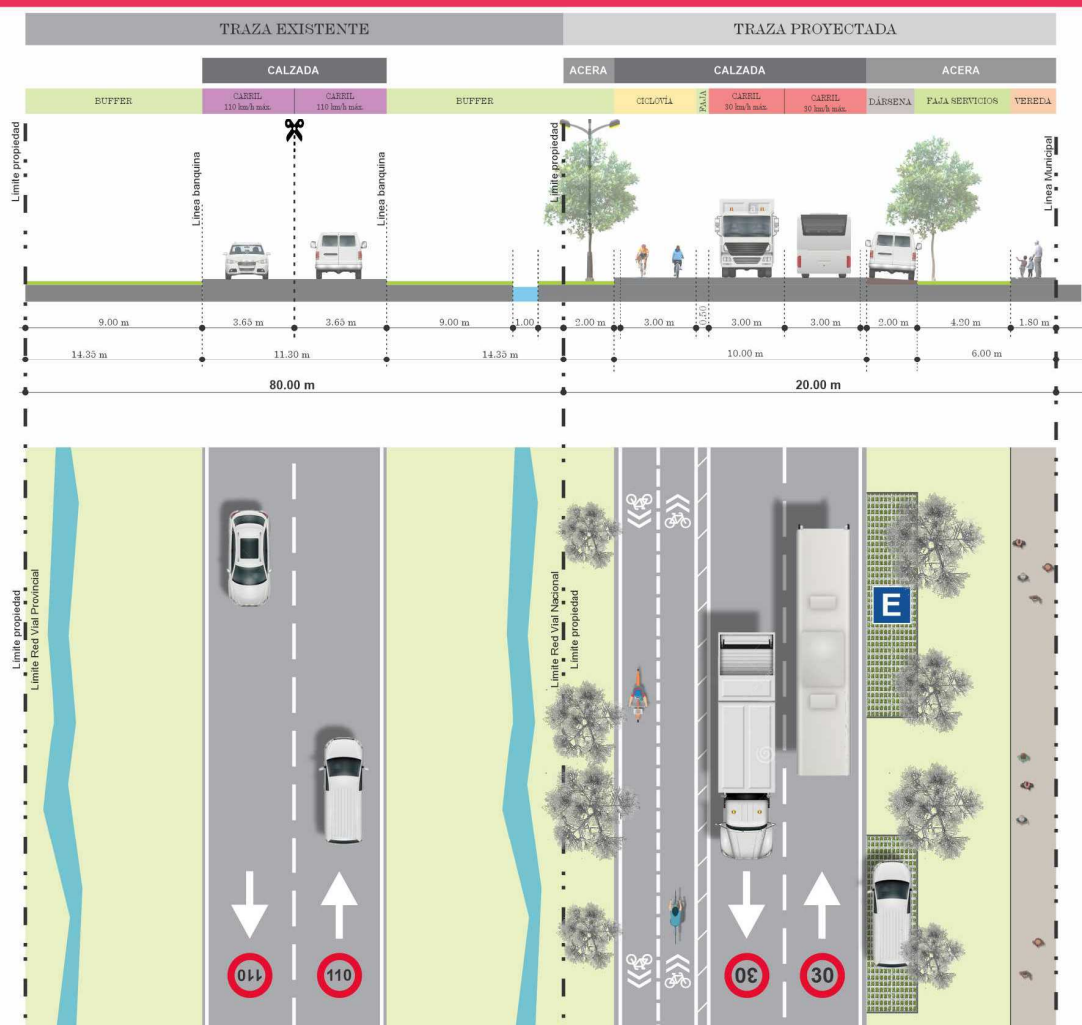 TRAZA EXISTENTE
TRAZA PROYECTADA
CALZADA
ACERA
CALZADA
ACERA
BUFFER
CARRIL
110 km/h máx.
CARRIL
110 km/h máx.
BUFFER
CICLOVÍA
FAJA
CARRIL
30 km/h máx.
CARRIL
30 km/h máx.
DÁRSENA
FAJA SERVICIOS
VEREDA
Límite propiedad
Línea banquina
Línea banquina
Límite propiedad
Línea Municipal
9.00 m
3.65 m
3.65 m
9.00 m
1.00
2.00 m
3.00 m
0.50
3.00 m
3.00 m
2.00 m
4.20 m
1.80 m
14.35 m
11.30 m
14.35 m
10.00 m
6.00 m
80.00 m
20.00 m
Límite propiedad
Límite Red Vial Provincial
Límite Red Vial Nacional
Límite propiedad
E
110
110
30
30